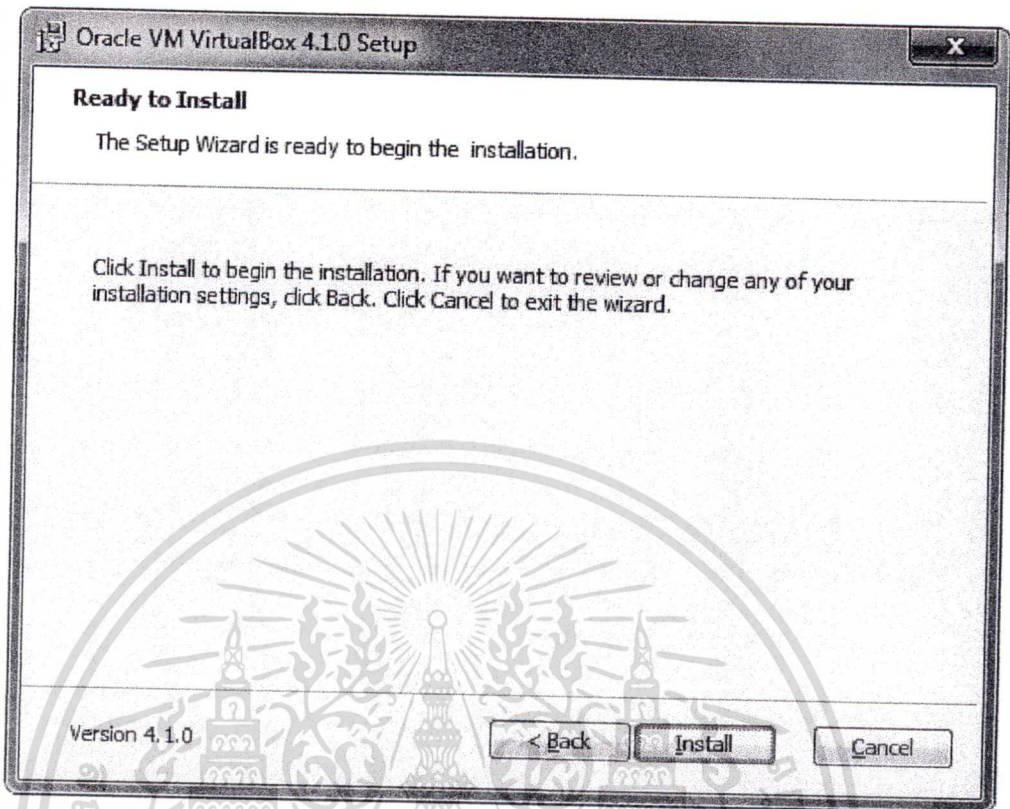 Oracle VM VirtualBox 4.1.0 Setup
Ready to Install
The Setup Wizard is ready to begin the installation.
Click Install to begin the installation. If you want to review or change any of your
installation settings, click Back. Click Cancel to exit the wizard.
Version 4.1.0
< Back
Install
Cancel